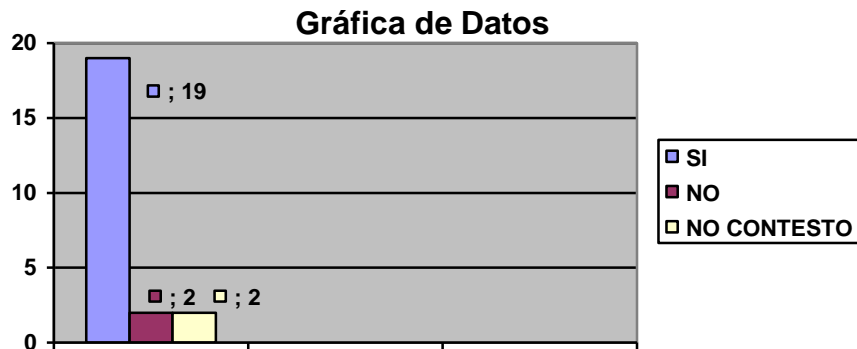 Gráfica de Datos
20
15
10
5
0
; 19
; 2
; 2
SI
NO
NO CONTESTO